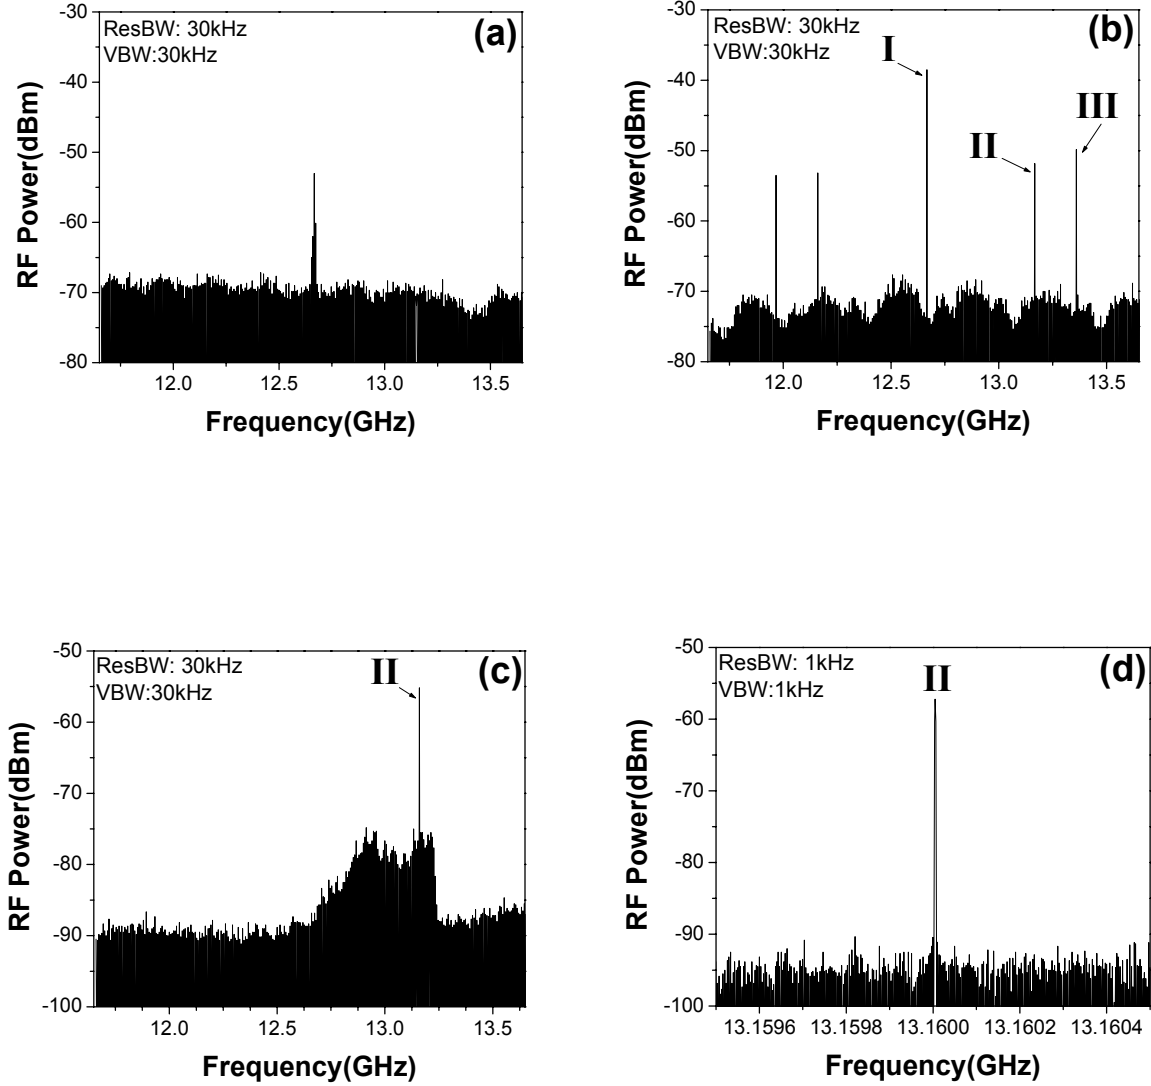 -30
-40
-50
-60
-70
-80
RF Power(dBm)
ResBW: 30kHz
VBW:30kHz
(a)
12.0 12.5 13.0 13.5
Frequency(GHz)
-30
-40
-50
-60
-70
-80
RF Power(dBm)
ResBW: 30kHz
VBW:30kHz
(b)
I
II
III
12.0 12.5 13.0 13.5
Frequency(GHz)
-50
-60
-70
-80
-90
-100
RF Power(dBm)
ResBW: 30kHz
VBW:30kHz
(c)
II
12.0 12.5 13.0 13.5
Frequency(GHz)
-50
-60
-70
-80
-90
-100
RF Power(dBm)
ResBW: 1kHz
VBW:1kHz
(d)
II
13.1596 13.1598 13.1600 13.1602 13.1604
Frequency(GHz)